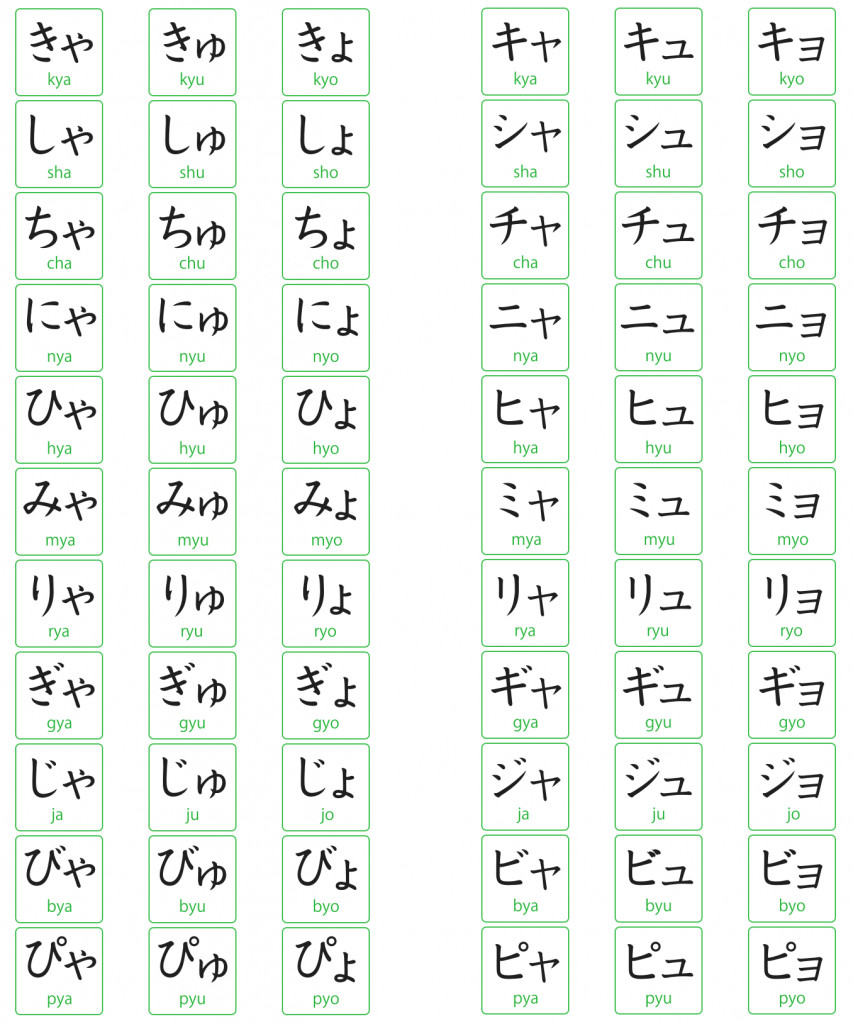 きゃ きゅ きょ キャ キュ キョ
kya kyu kyo kya kyu kyo
しゃ しゅ しょ シャ シュ ショ
sha shu sho sha shu sho
ちゃ ちゅ ちょ チャ チュ チョ
cha chu cho cha chu cho
にゃ にゅ にょ ニャ ニュ ニョ
nya nyu nyo nya nyu nyo
ひゃ ひゅ ひょ ヒャ ヒュ ヒョ
hya hyu hyo hya hyu hyo
みゃ みゅ みょ ミャ ミュ ミョ
mya myu myo mya myu myo
りゃ りゅ りょ リャ リュ リョ
rya ryu ryo rya ryu ryo
ぎゃ ぎゅ ぎょ ギャ ギュ ギョ
gya gyu gyo gya gyu gyo
じゃ じゅ じょ ジャ ジュ ジョ
ja ju jo ja ju jo
びゃ びゅ びょ ビャ ビュ ビョ
bya byu byo bya byu byo
ぴゃ ぴゅ ぴょ ピャ ピュ ピョ
pya pyu pyo pya pyu pyo